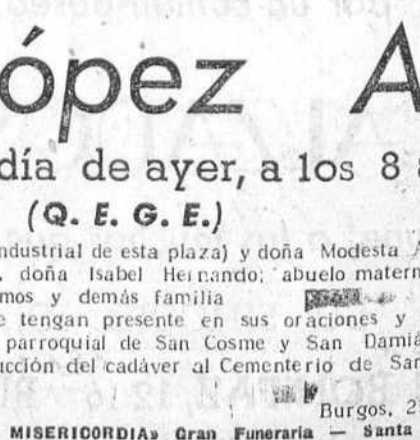 ópez A
día de ayer, a los 8 a
(Q. E. G. E.)
ndustrial de esta plaza) y doña Modesta A
, doña Isabel Hernando; abuelo matern
mos y demás familia
e tengan presente en sus oraciones y
parroquial de San Cosme y San Damiá
ucción del cadáver al Cementerio de San
Burgos, 2
MISERICORDIA» Gran Funeraria — Santa